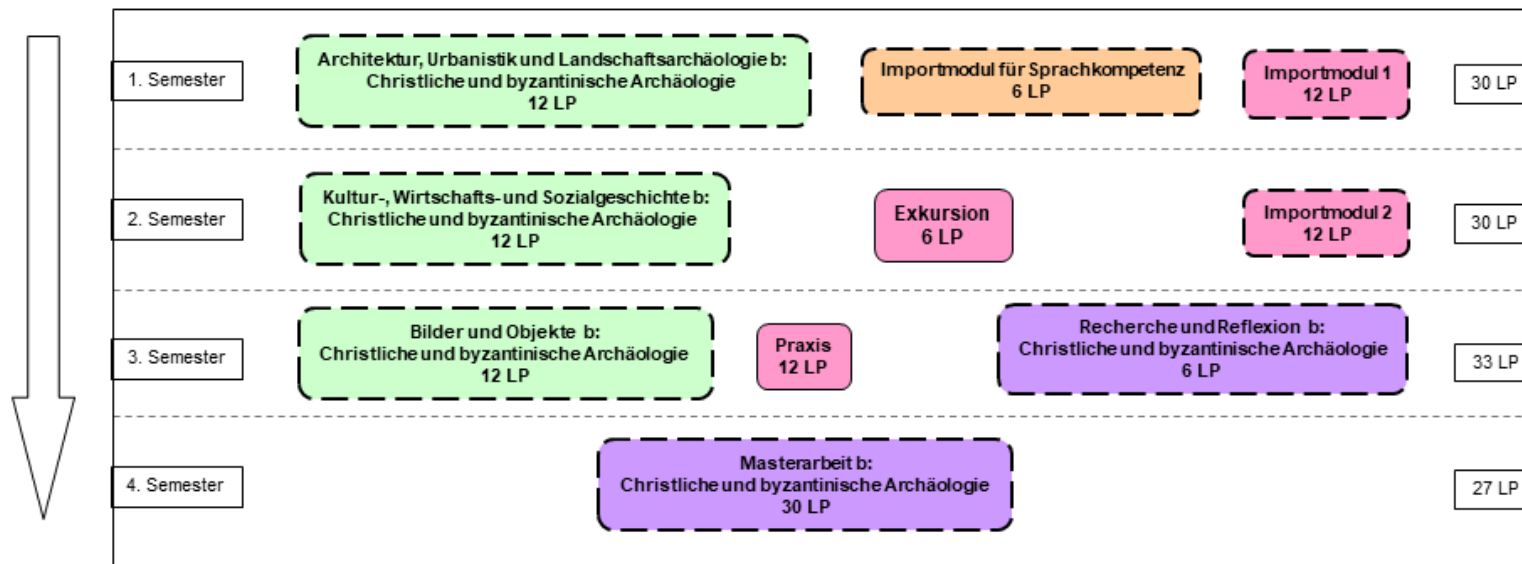 1. Semester
Architektur, Urbanistik und Landschaftsarchäologie b:
Christliche und byzantinische Archäologie
12 LP
Importmodul für Sprachkompetenz
6 LP
Importmodul 1
12 LP
30 LP
2. Semester
Kultur-, Wirtschafts- und Sozialgeschichte b:
Christliche und byzantinische Archäologie
12 LP
Exkursion
6 LP
Importmodul 2
12 LP
30 LP
3. Semester
Bilder und Objekte b:
Christliche und byzantinische Archäologie
12 LP
Praxis
12 LP
Recherche und Reflexion b:
Christliche und byzantinische Archäologie
6 LP
33 LP
4. Semester
Masterarbeit b:
Christliche und byzantinische Archäologie
30 LP
27 LP